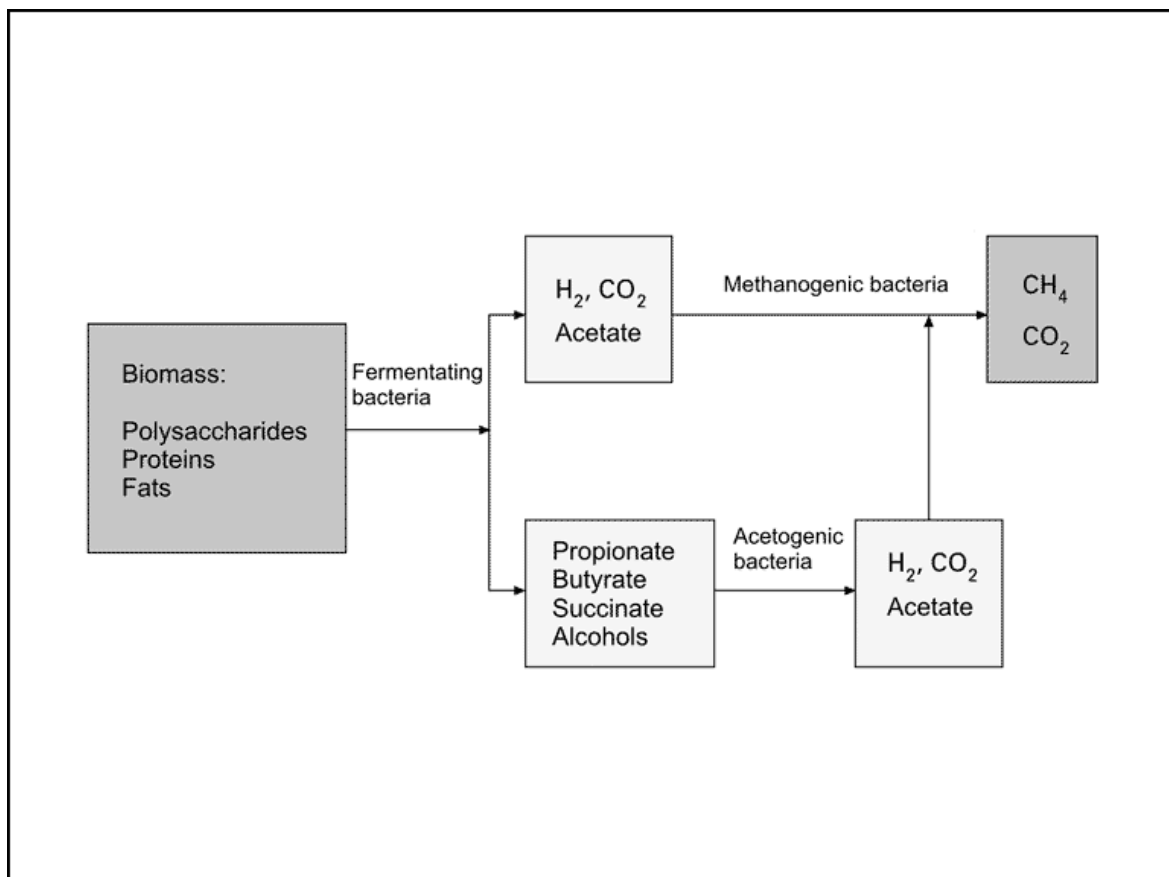 Biomass:
Polysaccharides
Proteins
Fats
Fermentating
bacteria
H₂, CO₂
Acetate
Methanogenic bacteria
CH₄
CO₂
Propionate
Butyrate
Succinate
Alcohols
Acetogenic
bacteria
H₂, CO₂
Acetate